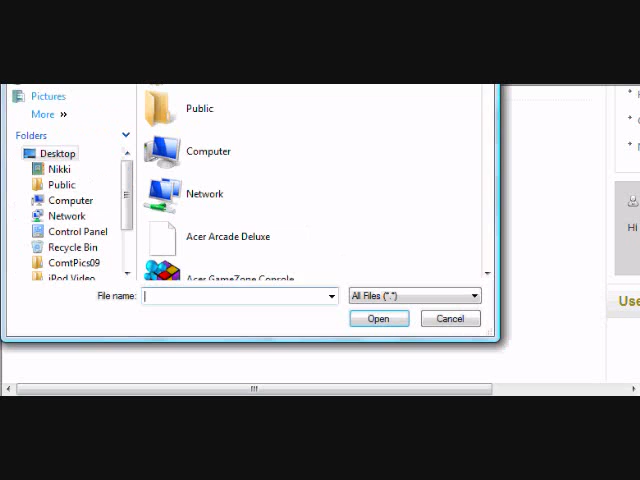 Pictures
More »
Folders
Desktop
Nikki
Public
Computer
Network
Control Panel
Recycle Bin
ComtPics09
iPod Video
Public
Computer
Network
Acer Arcade Deluxe
Acer GameZone Console
File name:
All Files (*.*)
Open
Cancel
Hi
Use